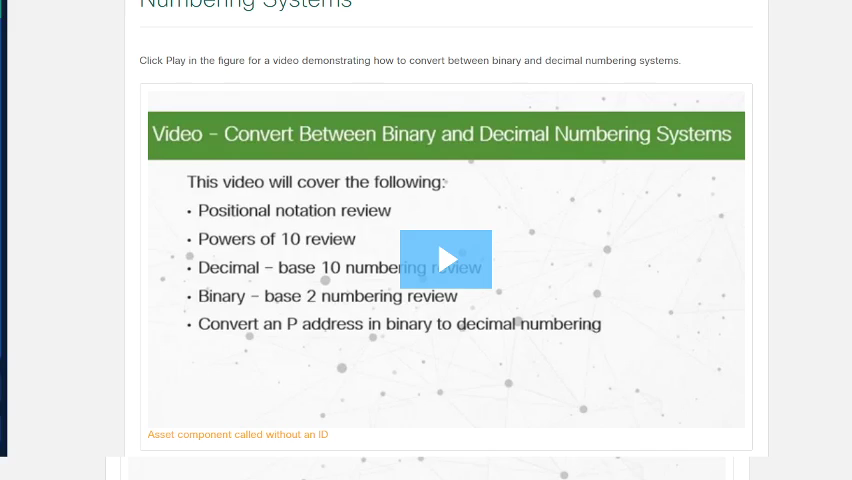 Numbering Systems
Click Play in the figure for a video demonstrating how to convert between binary and decimal numbering systems.
Video – Convert Between Binary and Decimal Numbering Systems
This video will cover the following:
• Positional notation review
• Powers of 10 review
• Decimal – base 10 numbering review
• Binary – base 2 numbering review
• Convert an P address in binary to decimal numbering
Asset component called without an ID